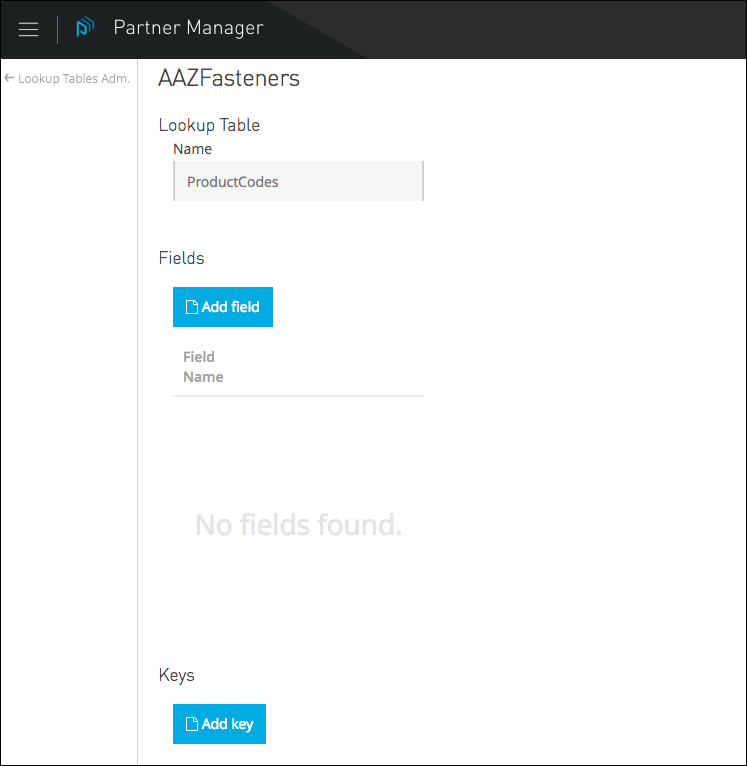 Partner Manager
← Lookup Tables Adm.
AAZFasteners
Lookup Table
Name
ProductCodes
Fields
Add field
Field
Name
No fields found.
Keys
Add key